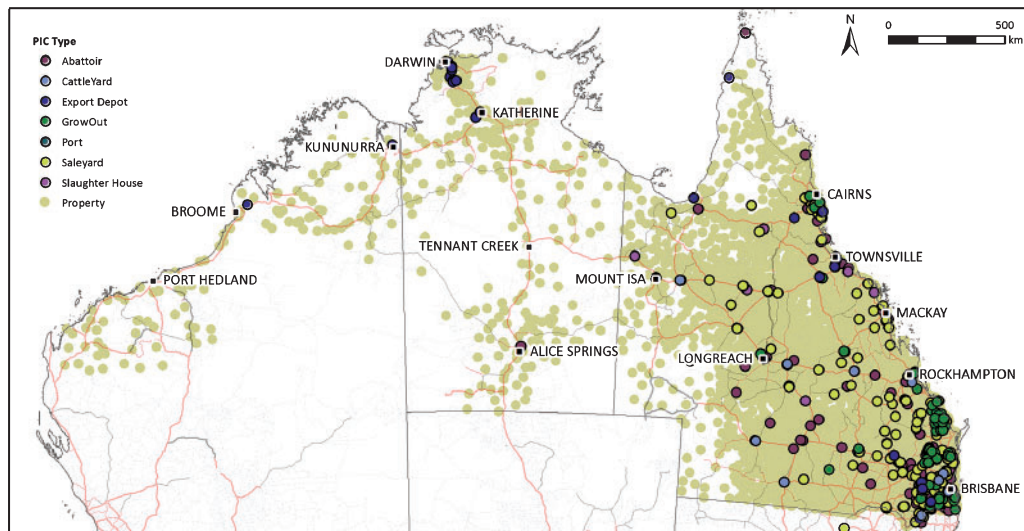 N
0 500
km
PIC Type
Abattoir
CattleYard
Export Depot
GrowOut
Port
Saleyard
Slaughter House
Property
DARWIN
KATHERINE
KUNUNURRA
BROOME
CAIRNS
TENNANT CREEK
TOWNSVILLE
PORT HEDLAND
MOUNT ISA
MACKAY
ALICE SPRINGS
LONGREACH
ROCKHAMPTON
BRISBANE